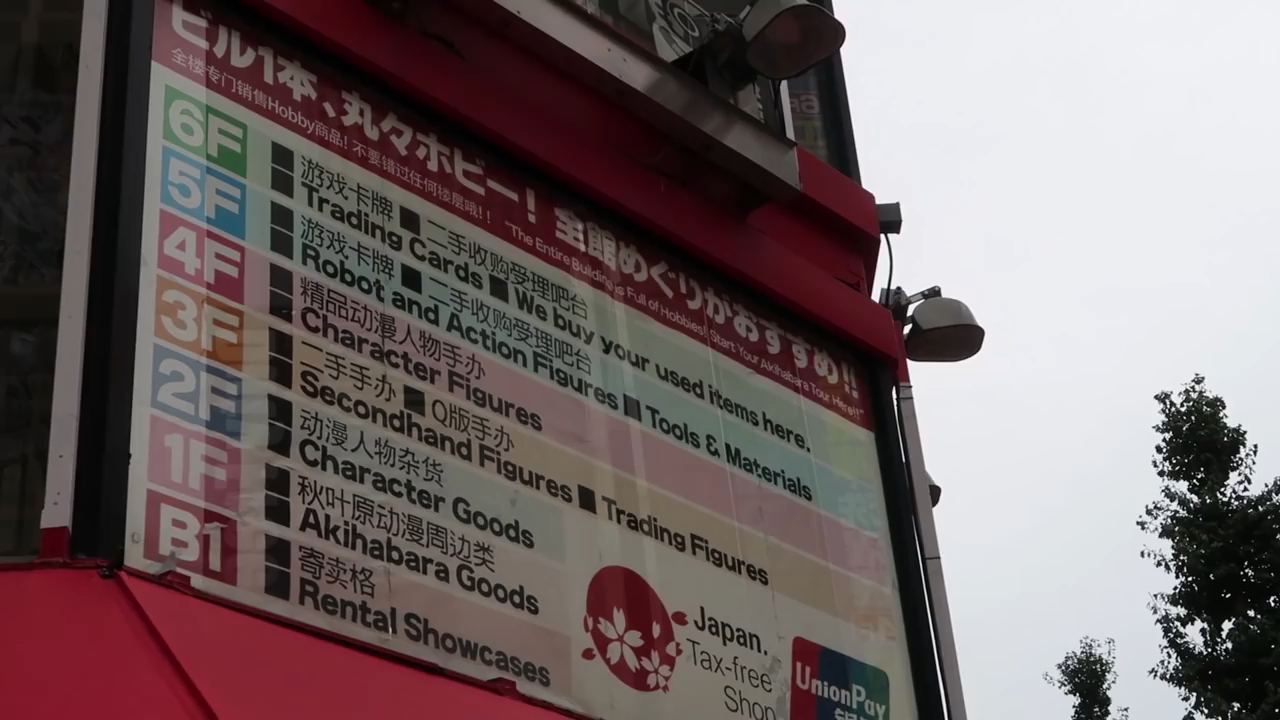 ビル1本、丸々ホビー！ 全館めぐりがおすすめ!!
全楼专门销售Hobby商品! 不要错过任何楼层哦!! "The Entire Building is Full of Hobbies! Start Your Akihabara Tour Here!!"
6F
游戏卡牌 ■ 二手收购受理吧台
Trading Cards ■ We buy your used items here.
5F
游戏卡牌 ■ 二手收购受理吧台
Robot and Action Figures ■ Tools & Materials
4F
精品动漫人物手办
Character Figures
3F
二手手办 ■ Q版手办
Secondhand Figures ■ Trading Figures
2F
动漫人物杂货
Character Goods
1F
秋叶原动漫周边类
Akihabara Goods
B1
寄卖格
Rental Showcases
Japan.
Tax-free
Shop
UnionPay